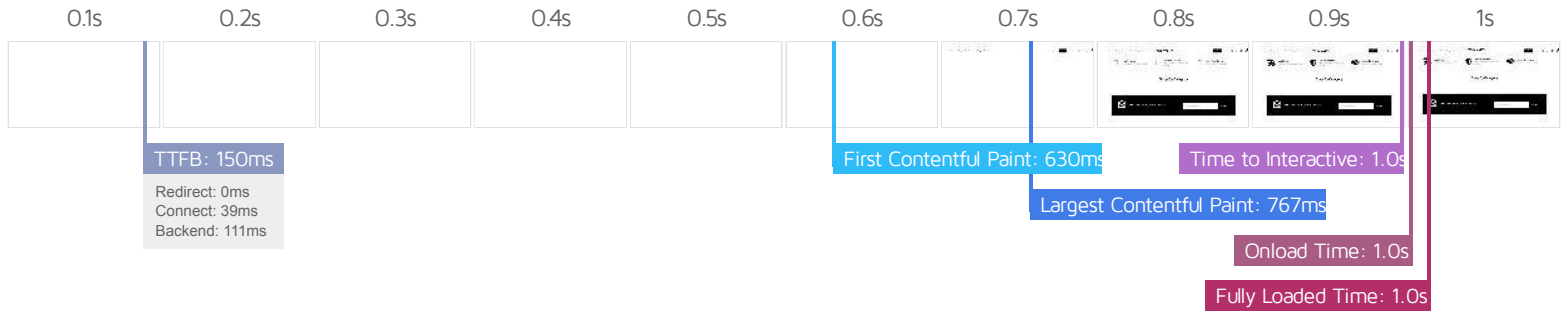 0.1s 0.2s 0.3s 0.4s 0.5s 0.6s 0.7s 0.8s 0.9s 1s
TTFB: 150ms
First Contentful Paint: 630ms
Time to Interactive: 1.0s
Redirect: 0ms
Connect: 39ms
Backend: 111ms
Largest Contentful Paint: 767ms
Onload Time: 1.0s
Fully Loaded Time: 1.0s